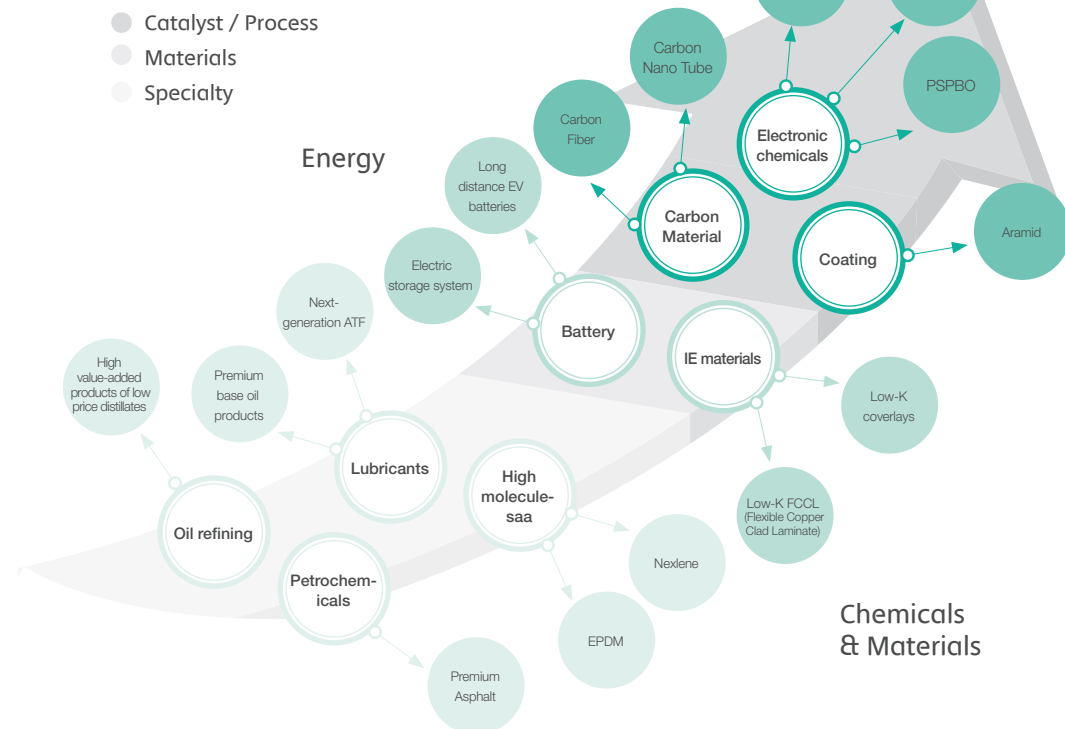 Catalyst / Process
Materials
Specialty
Energy
Carbon
Nano Tube
PSPBO
Carbon
Fiber
Electronic
chemicals
Long
distance EV
batteries
Carbon
Material
Aramid
Coating
Electric
storage system
Next-
generation ATF
Battery
IE materials
High
value-added
products of low
price distillates
Premium
base oil
products
Low-K
coverlays
Lubricants
High
molecule-
saa
Low-K FCCL
(Flexible Copper
Clad Laminate)
Oil refining
Nexlene
Petrochem-
icals
EPDM
Premium
Asphalt
Chemicals
& Materials